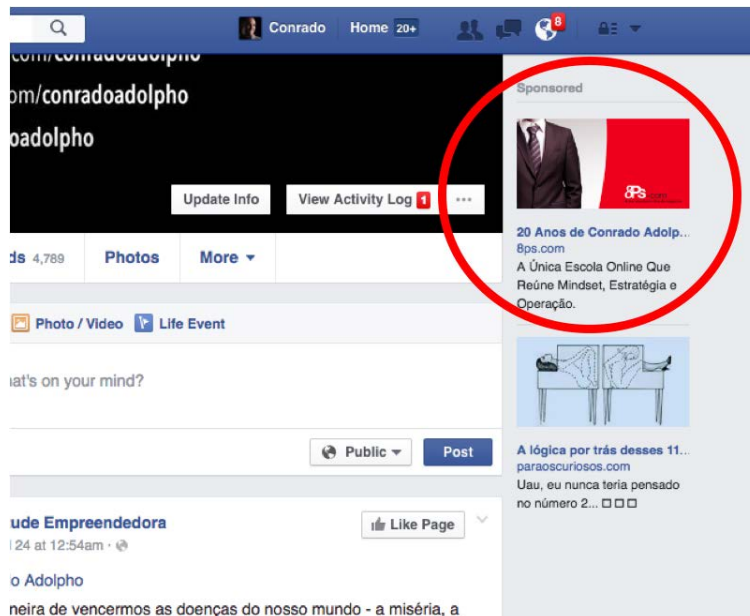 Conrado
Home 20+
8
om/conradoadolpho
oadolpho
Update Info
View Activity Log 1
ds 4,789
Photos
More
Photo / Video
Life Event
nat's on your mind?
Public
Post
ude Empreendedora
l 24 at 12:54am
Like Page
o Adolpho
neira de vencermos as doenças do nosso mundo - a miséria, a
Sponsored
8Ps.com
20 Anos de Conrado Adolp...
8ps.com
A Única Escola Online Que
Reúne Mindset, Estratégia e
Operação.
A lógica por trás desses 11...
paraoscuriosos.com
Uau, eu nunca teria pensado
no número 2...